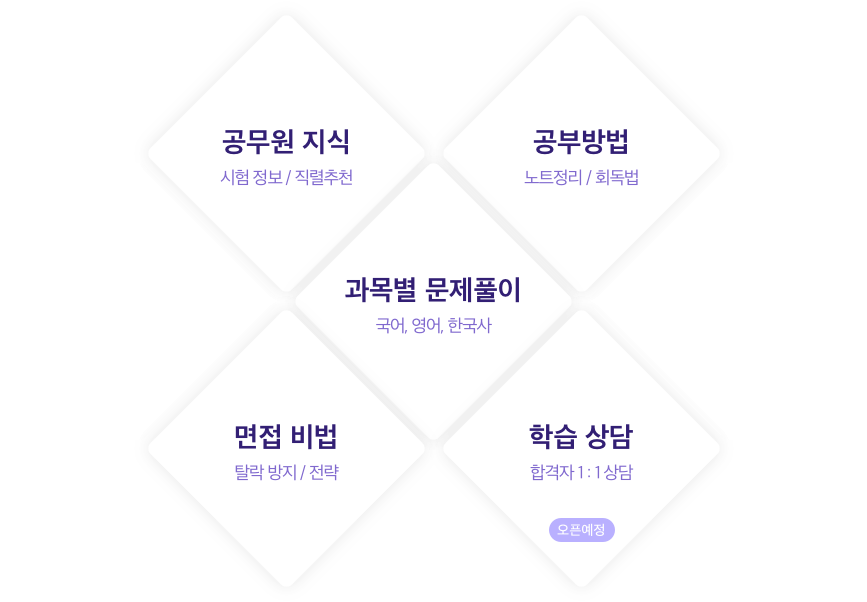 공무원 지식
시험 정보 / 직렬추천
공부방법
노트정리 / 회독법
과목별 문제풀이
국어, 영어, 한국사
면접 비법
탈락 방지 / 전략
학습 상담
합격자 1 : 1 상담
오픈예정